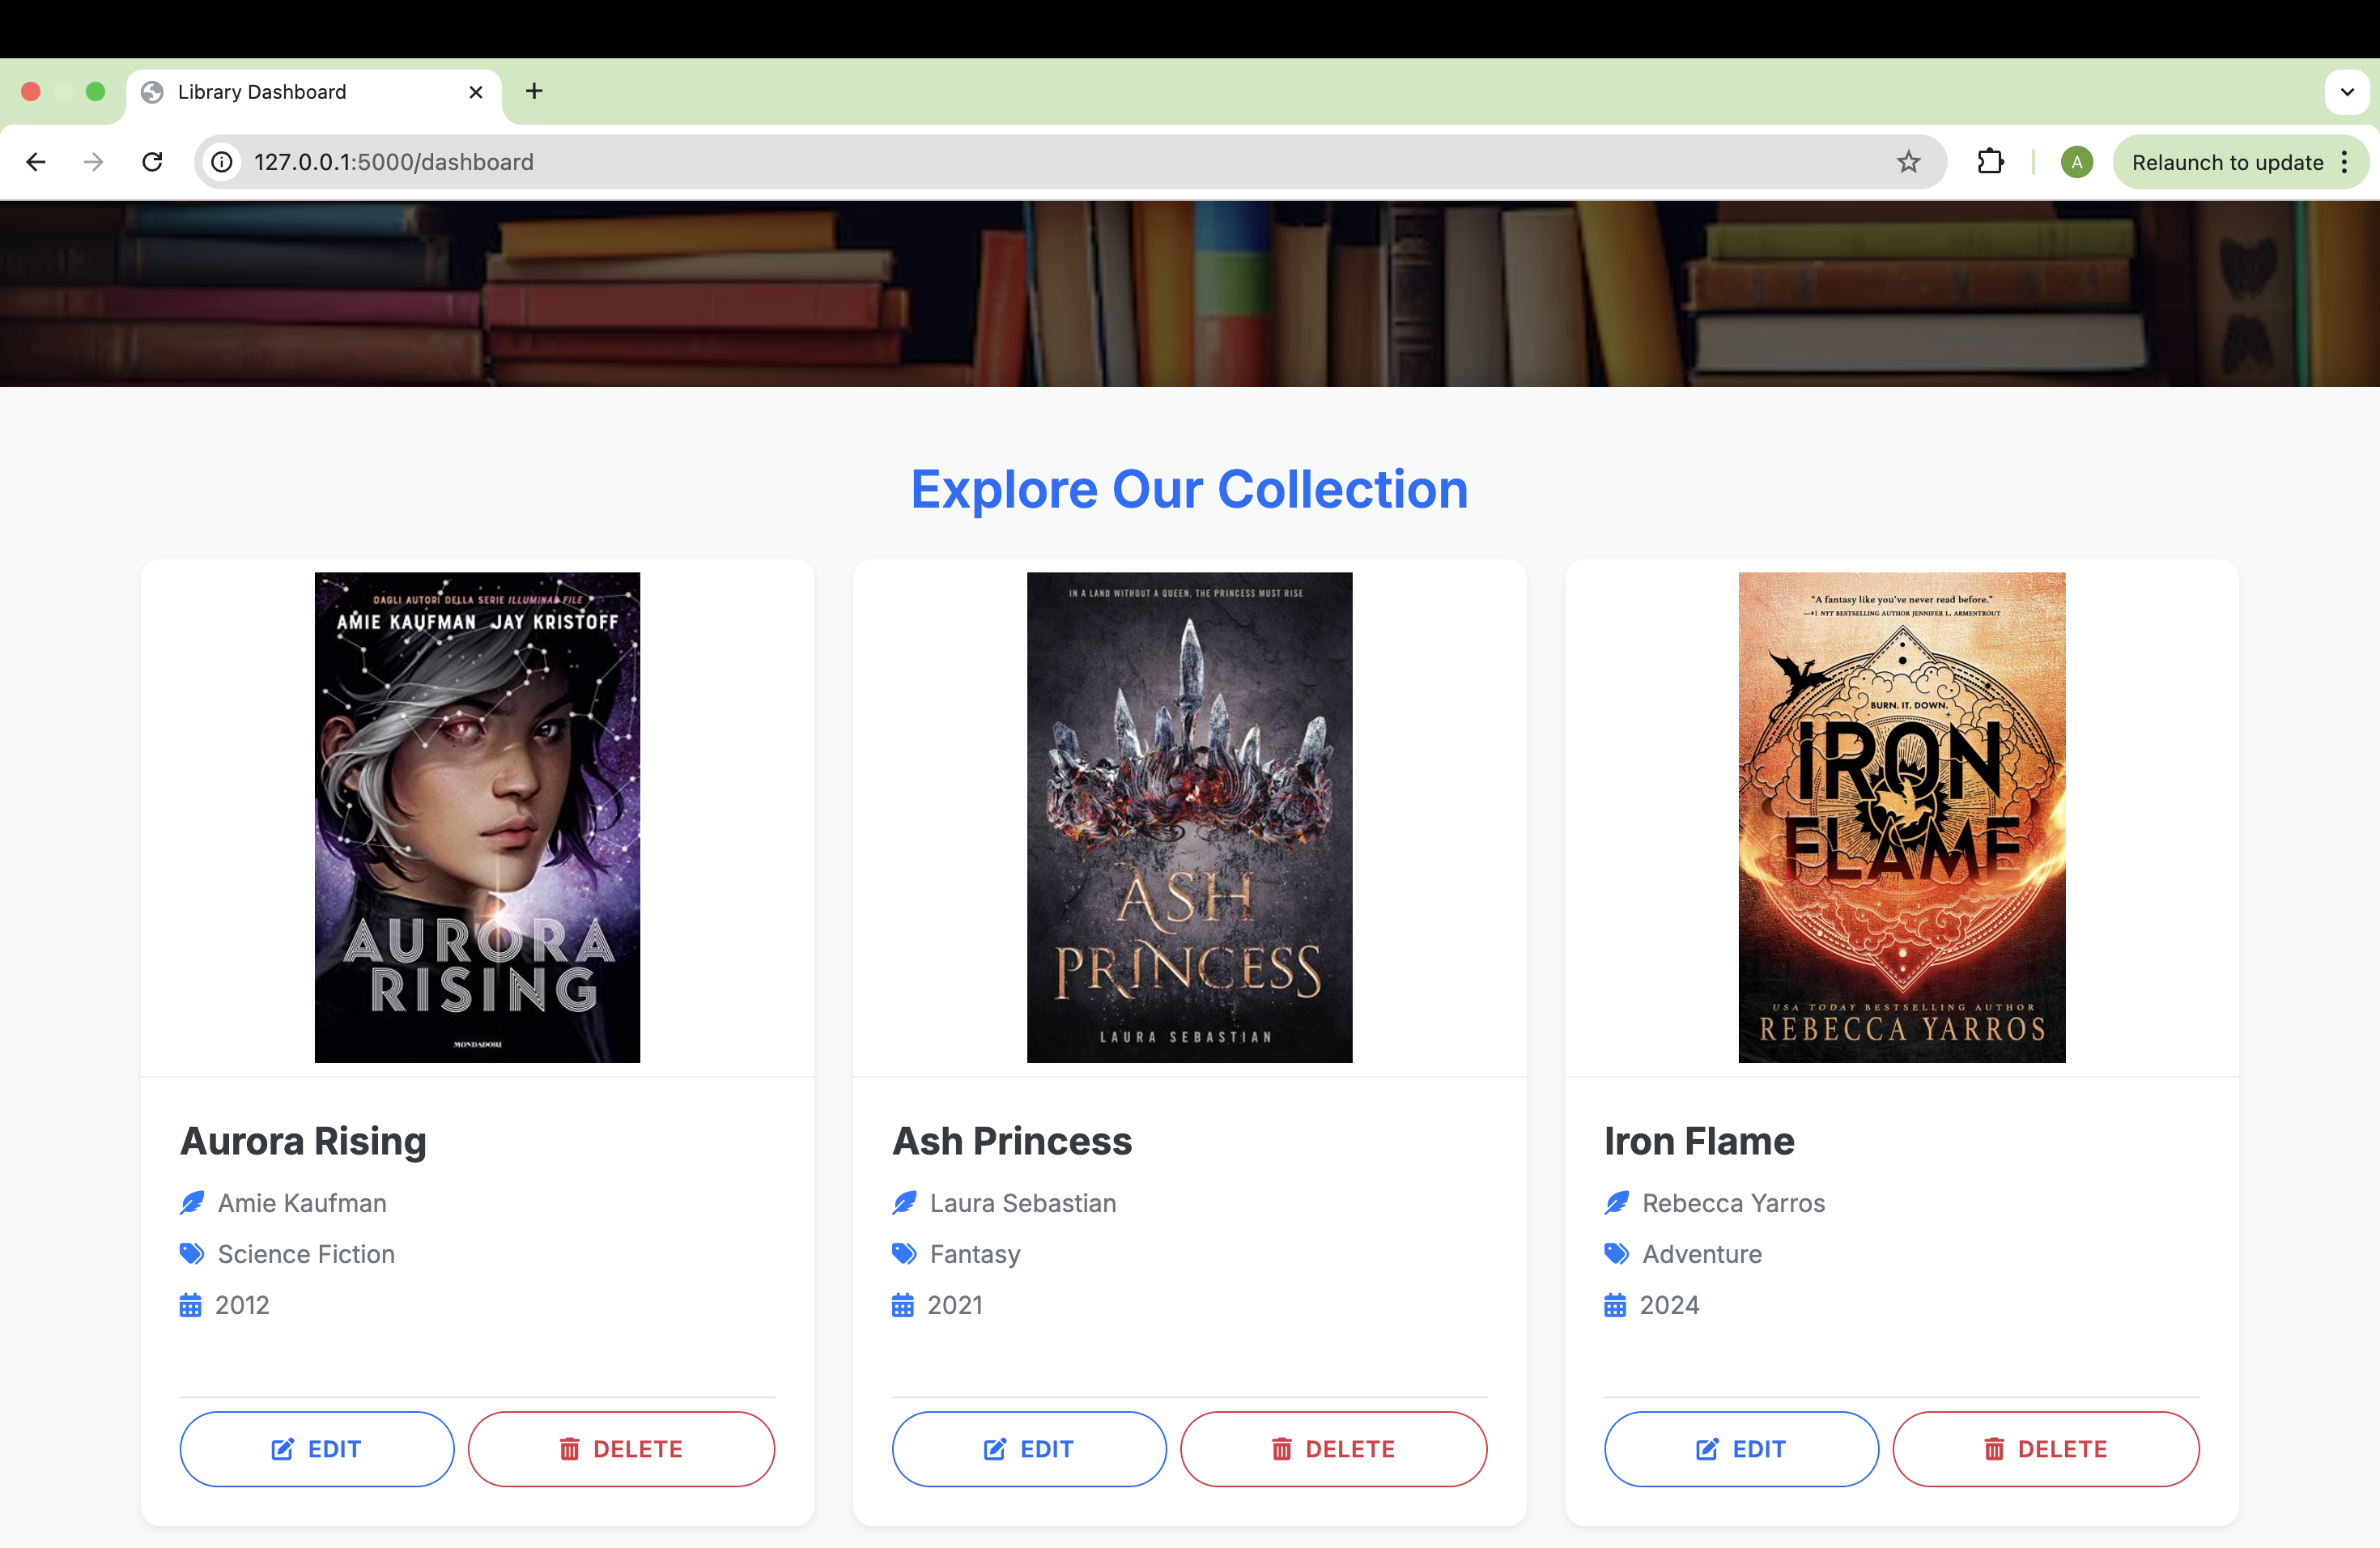 Library Dashboard
127.0.0.1:5000/dashboard
A
Relaunch to update
Explore Our Collection
DAGLI AUTORI DELLA SERIE ILLUMINAE FILE
AMIE KAUFMAN JAY KRISTOFF
AURORA
RISING
MONDADORI
IN A LAND WITHOUT A QUEEN, THE PRINCESS MUST RISE
ASH
PRINCESS
LAURA SEBASTIAN
"A fantasy like you've never read before."
—#1 NYT BESTSELLING AUTHOR JENNIFER L. ARMENTROUT
BURN. IT. DOWN.
IRON
FLAME
USA TODAY BESTSELLING AUTHOR
REBECCA YARROS
Aurora Rising
Amie Kaufman
Science Fiction
2012
EDIT DELETE
Ash Princess
Laura Sebastian
Fantasy
2021
EDIT DELETE
Iron Flame
Rebecca Yarros
Adventure
2024
EDIT DELETE